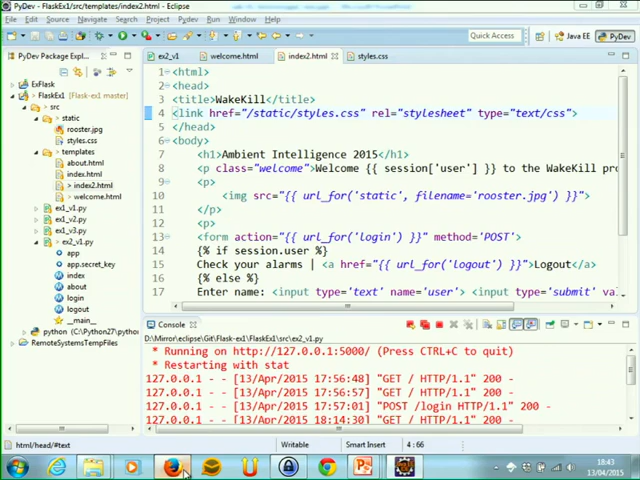 PyDev - FlaskEx1/src/templates/index2.html - Eclipse
File Edit Source Navigate Search Project PyDev Run Window Help
Quick Access
Java EE
PyDev
PyDev Package Expl
ExFlask
FlaskEx1 [Flask-ex1 master]
src
static
rooster.jpg
styles.css
templates
about.html
index.html
index2.html
welcome.html
ex1_v1.py
ex1_v2.py
ex1_v3.py
ex2_v1.py
app
app.secret_key
index
about
login
logout
__main__
python (C:\Python27\python
RemoteSystemsTempFiles
ex2_v1
welcome.html
index2.html
styles.css
1 <html>
2 <head>
3 <title>WakeKill</title>
4 <link href="/static/styles.css" rel="stylesheet" type="text/css">
5 </head>
6 <body>
7 <h1>Ambient Intelligence 2015</h1>
8 <p class="welcome">Welcome {{ session['user'] }} to the WakeKill pro
9 <p>
10 <img src="{{ url_for('static', filename='rooster.jpg') }}">
11 </p>
12 <p>
13 <form action="{{ url_for('login') }}" method='POST'>
14 {% if session.user %}
15 Check your alarms | <a href="{{ url_for('logout') }}">Logout</a>
16 {% else %}
17 Enter name: <input type='text' name='user'> <input type='submit' val
Console
D:\Mirror\eclipse\Git\Flask-ex1\FlaskEx1\src\ex2_v1.py
* Running on http://127.0.0.1:5000/ (Press CTRL+C to quit)
* Restarting with stat
127.0.0.1 - - [13/Apr/2015 17:56:48] "GET / HTTP/1.1" 200 -
127.0.0.1 - - [13/Apr/2015 17:56:57] "GET / HTTP/1.1" 200 -
127.0.0.1 - - [13/Apr/2015 17:57:01] "POST /login HTTP/1.1" 200 -
127.0.0.1 - - [13/Apr/2015 18:14:30] "GET / HTTP/1.1" 200 -
html/head/#text
Writable
Smart Insert
4 : 66
18:43
13/04/2015